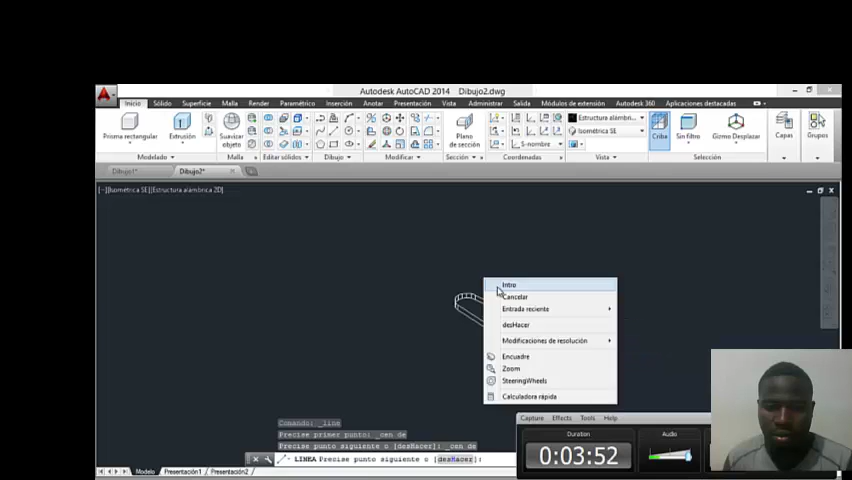 Autodesk AutoCAD 2014 Dibujo2.dwg
Inicio Sólido Superficie Malla Render Paramétrico Inserción Anotar Presentación Vista Administrar Salida Módulos de extensión Autodesk 360 Aplicaciones destacadas
Estructura alámbri...
Isométrica SE
S-nombre
Prisma rectangular
Extrusión
Suavizar objeto
Plano de sección
Criba
Sin filtro
Gizmo Desplazar
Capas
Grupos
Modelado
Malla
Editar sólidos
Dibujo
Modificar
Sección
Coordenadas
Vista
Selección
Dibujo1*
Dibujo2*
[−][Isométrica SE][Estructura alámbrica 2D]
Intro
Cancelar
Entrada reciente
desHacer
Modificaciones de resolución
Encuadre
Zoom
SteeringWheels
Calculadora rápida
Comando: _line
Precise primer punto: _cen de
Precise punto siguiente o [desHacer]: _cen de
LINEA Precise punto siguiente o [desHacer]:
Modelo Presentación1 Presentación2
Capture Effects Tools Help
Duration
Audio
0:03:52